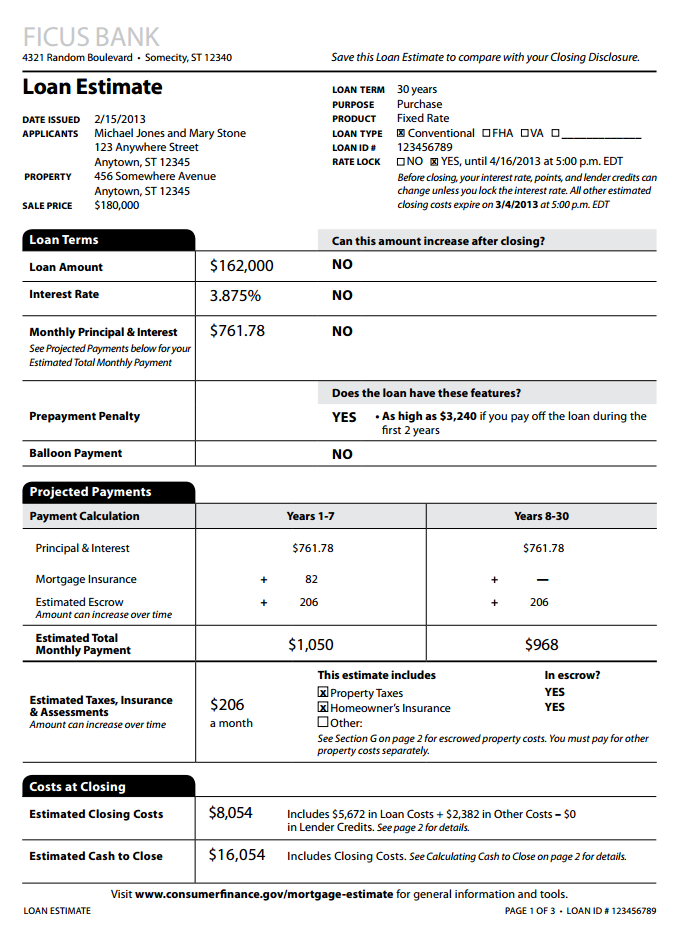 FICUS BANK
4321 Random Boulevard • Somecity, ST 12340
Save this Loan Estimate to compare with your Closing Disclosure.
Loan Estimate
DATE ISSUED 2/15/2013
APPLICANTS Michael Jones and Mary Stone
123 Anywhere Street
Anytown, ST 12345
PROPERTY 456 Somewhere Avenue
Anytown, ST 12345
SALE PRICE $180,000
LOAN TERM 30 years
PURPOSE Purchase
PRODUCT Fixed Rate
LOAN TYPE ☒ Conventional ☐ FHA ☐ VA ☐ _____________
LOAN ID # 123456789
RATE LOCK ☐ NO ☒ YES, until 4/16/2013 at 5:00 p.m. EDT
Before closing, your interest rate, points, and lender credits can
change unless you lock the interest rate. All other estimated
closing costs expire on 3/4/2013 at 5:00 p.m. EDT
Loan Terms Can this amount increase after closing?
Loan Amount $162,000 NO
Interest Rate 3.875% NO
Monthly Principal & Interest $761.78 NO
See Projected Payments below for your
Estimated Total Monthly Payment
Does the loan have these features?
Prepayment Penalty YES • As high as $3,240 if you pay off the loan during the
first 2 years
Balloon Payment NO
Projected Payments
Payment Calculation Years 1-7 Years 8-30
Principal & Interest $761.78 $761.78
Mortgage Insurance + 82 + —
Estimated Escrow + 206 + 206
Amount can increase over time
Estimated Total
Monthly Payment $1,050 $968
Estimated Taxes, Insurance
& Assessments
Amount can increase over time
$206
a month
This estimate includes In escrow?
☒ Property Taxes YES
☒ Homeowner's Insurance YES
☐ Other:
See Section G on page 2 for escrowed property costs. You must pay for other
property costs separately.
Costs at Closing
Estimated Closing Costs $8,054 Includes $5,672 in Loan Costs + $2,382 in Other Costs – $0
in Lender Credits. See page 2 for details.
Estimated Cash to Close $16,054 Includes Closing Costs. See Calculating Cash to Close on page 2 for details.
Visit www.consumerfinance.gov/mortgage-estimate for general information and tools.
LOAN ESTIMATE PAGE 1 OF 3 • LOAN ID # 123456789